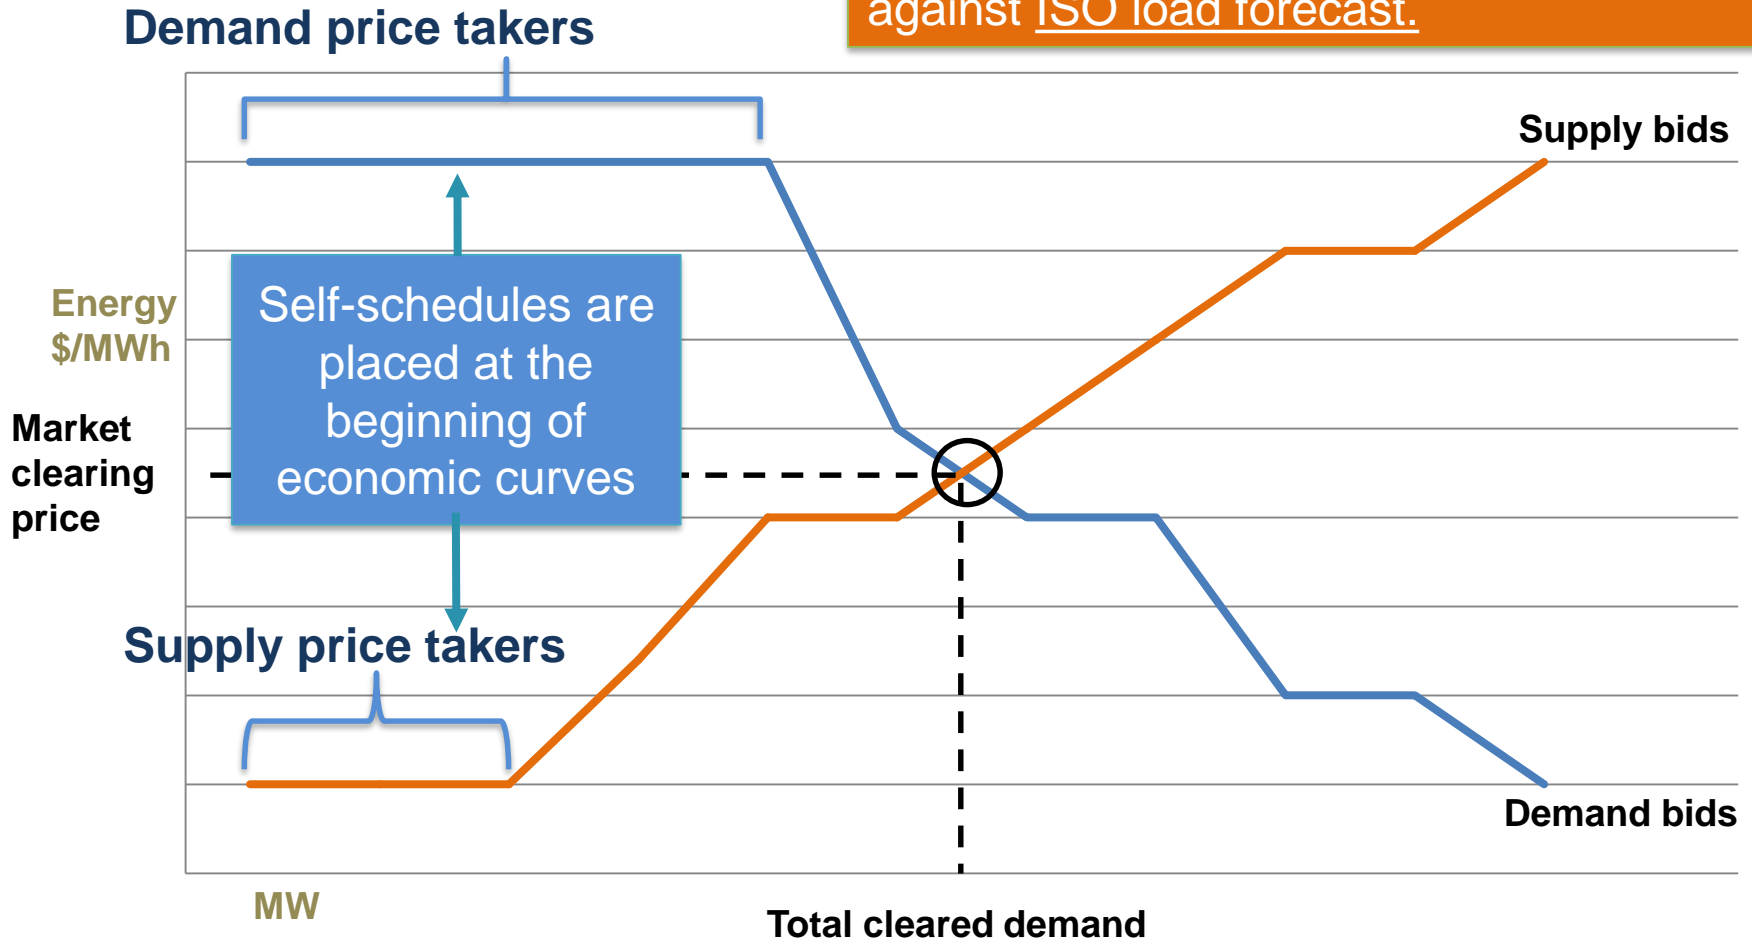 against ISO load forecast.
Demand price takers
Supply bids
Energy
$/MWh
Self-schedules are
placed at the
beginning of
economic curves
Market
clearing
price
Supply price takers
Demand bids
MW
Total cleared demand